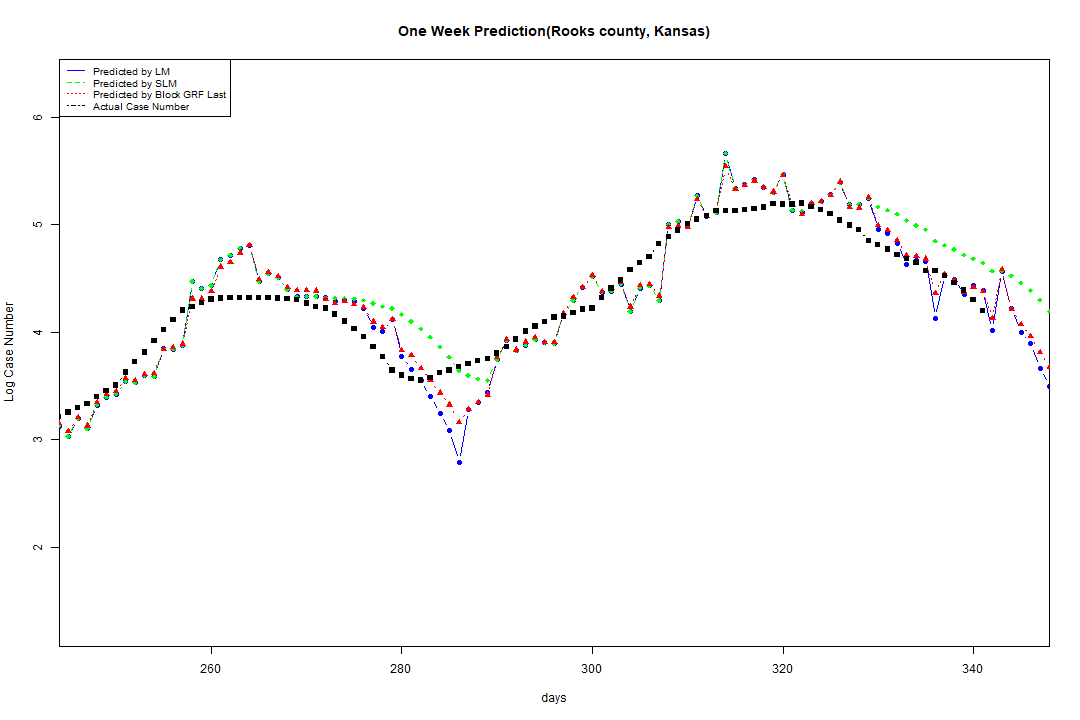 One Week Prediction(Rooks county, Kansas)
Predicted by LM
Predicted by SLM
Predicted by Block GRF Last
Actual Case Number
6
5
4
3
2
Log Case Number
260 280 300 320 340
days